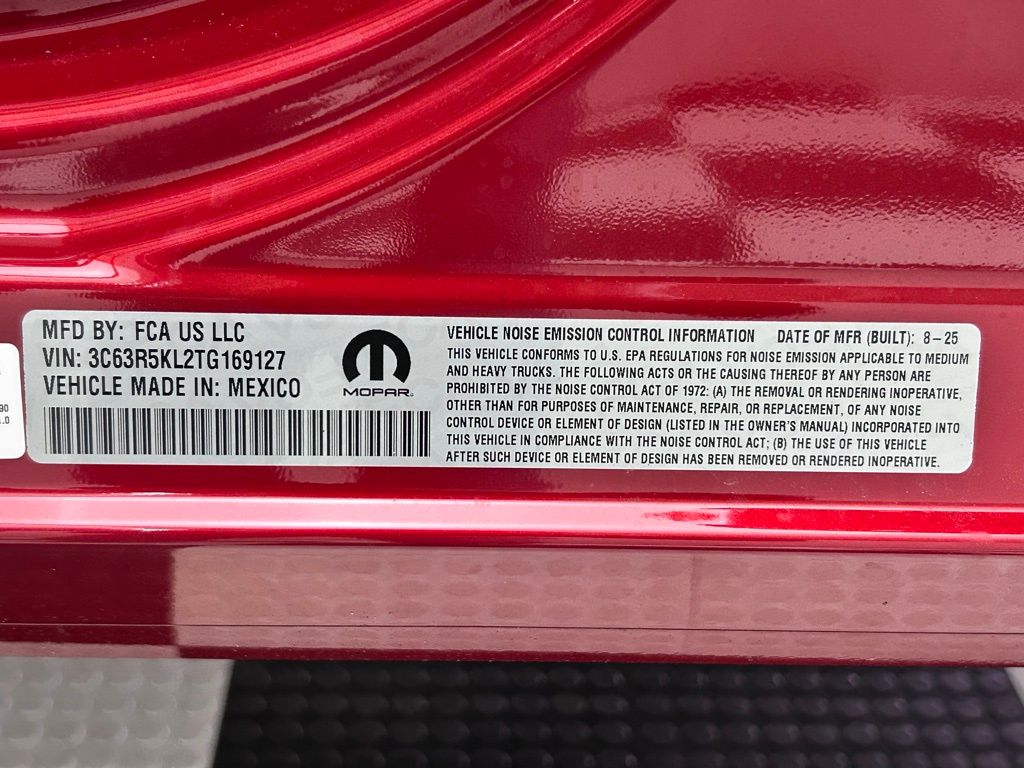 MFD BY: FCA US LLC
VIN: 3C63R5KL2TG169127
VEHICLE MADE IN: MEXICO
MOPAR
VEHICLE NOISE EMISSION CONTROL INFORMATION DATE OF MFR (BUILT): 8-25
THIS VEHICLE CONFORMS TO U.S. EPA REGULATIONS FOR NOISE EMISSION APPLICABLE TO MEDIUM
AND HEAVY TRUCKS. THE FOLLOWING ACTS OR THE CAUSING THEREOF BY ANY PERSON ARE
PROHIBITED BY THE NOISE CONTROL ACT OF 1972: (A) THE REMOVAL OR RENDERING INOPERATIVE,
OTHER THAN FOR PURPOSES OF MAINTENANCE, REPAIR, OR REPLACEMENT, OF ANY NOISE
CONTROL DEVICE OR ELEMENT OF DESIGN (LISTED IN THE OWNER'S MANUAL) INCORPORATED INTO
THIS VEHICLE IN COMPLIANCE WITH THE NOISE CONTROL ACT; (B) THE USE OF THIS VEHICLE
AFTER SUCH DEVICE OR ELEMENT OF DESIGN HAS BEEN REMOVED OR RENDERED INOPERATIVE.